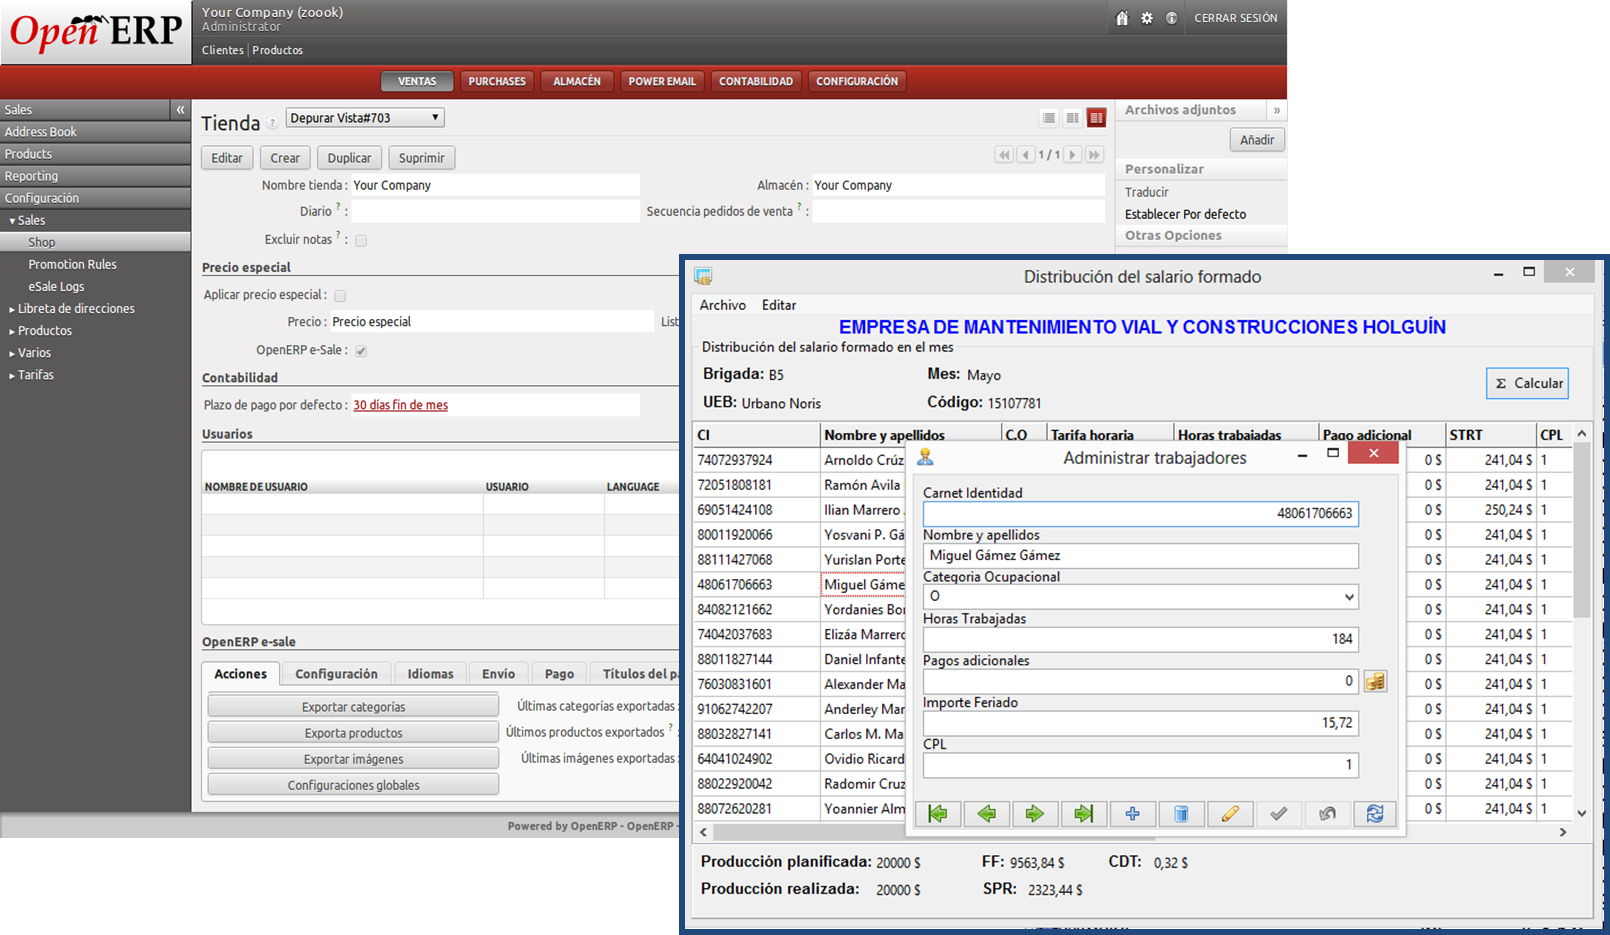 Open ERP
Your Company (zoook)
Administrator
Clientes | Productos
CERRAR SESIÓN
VENTAS PURCHASES ALMACÉN POWER EMAIL CONTABILIDAD CONFIGURACIÓN
Sales «
Address Book
Products
Reporting
Configuración
▾ Sales
Shop
Promotion Rules
eSale Logs
▸ Libreta de direcciones
▸ Productos
▸ Varios
▸ Tarifas
Tienda ? Depurar Vista#703
Editar Crear Duplicar Suprimir
1 / 1
Nombre tienda : Your Company
Almacén : Your Company
Diario ? :
Secuencia pedidos de venta ? :
Excluir notas ? :
Precio especial
Aplicar precio especial :
Precio : Precio especial
List
OpenERP e-Sale :
Contabilidad
Plazo de pago por defecto : 30 días fin de mes
Usuarios
NOMBRE DE USUARIO USUARIO LANGUAGE
OpenERP e-sale
Acciones Configuración Idiomas Envío Pago Títulos del pa
Exportar categorías Últimas categorías exportadas :
Exporta productos Últimos productos exportados ? :
Exportar imágenes Últimas imágenes exportadas :
Configuraciones globales
Powered by OpenERP - OpenERP -
Archivos adjuntos »
Añadir
Personalizar
Traducir
Establecer Por defecto
Otras Opciones
Distribución del salario formado
Archivo Editar
EMPRESA DE MANTENIMIENTO VIAL Y CONSTRUCCIONES HOLGUÍN
Distribución del salario formado en el mes
Brigada: B5 Mes: Mayo
UEB: Urbano Noris Código: 15107781
Σ Calcular
CI Nombre y apellidos C.O Tarifa horaria Horas trabajadas Pago adicional STRT CPL
74072937924 Arnoldo Crúz 0 $ 241,04 $ 1
72051808181 Ramón Avila 0 $ 241,04 $ 1
69051424108 Ilian Marrero 0 $ 250,24 $ 1
80011920066 Yosvani P. Gá 0 $ 241,04 $ 1
88111427068 Yurislan Porte 0 $ 241,04 $ 1
48061706663 Miguel Gáme 0 $ 241,04 $ 1
84082121662 Yordanies Bor 0 $ 241,04 $ 1
74042037683 Elizáa Marrero 0 $ 241,04 $ 1
88011827144 Daniel Infante 0 $ 241,04 $ 1
76030831601 Alexander Ma 0 $ 241,04 $ 1
91062742207 Anderley Mar 0 $ 241,04 $ 1
88032827141 Carlos M. Ma 0 $ 241,04 $ 1
64041024902 Ovidio Ricard 0 $ 241,04 $ 1
88022920042 Radomir Cruz 0 $ 241,04 $ 1
88072620281 Yoannier Alm 0 $ 241,04 $ 1
Administrar trabajadores
Carnet Identidad
48061706663
Nombre y apellidos
Miguel Gámez Gámez
Categoria Ocupacional
O
Horas Trabajadas
184
Pagos adicionales
0
Importe Feriado
15,72
CPL
1
Producción planificada: 20000 $ FF: 9563,84 $ CDT: 0,32 $
Producción realizada: 20000 $ SPR: 2323,44 $